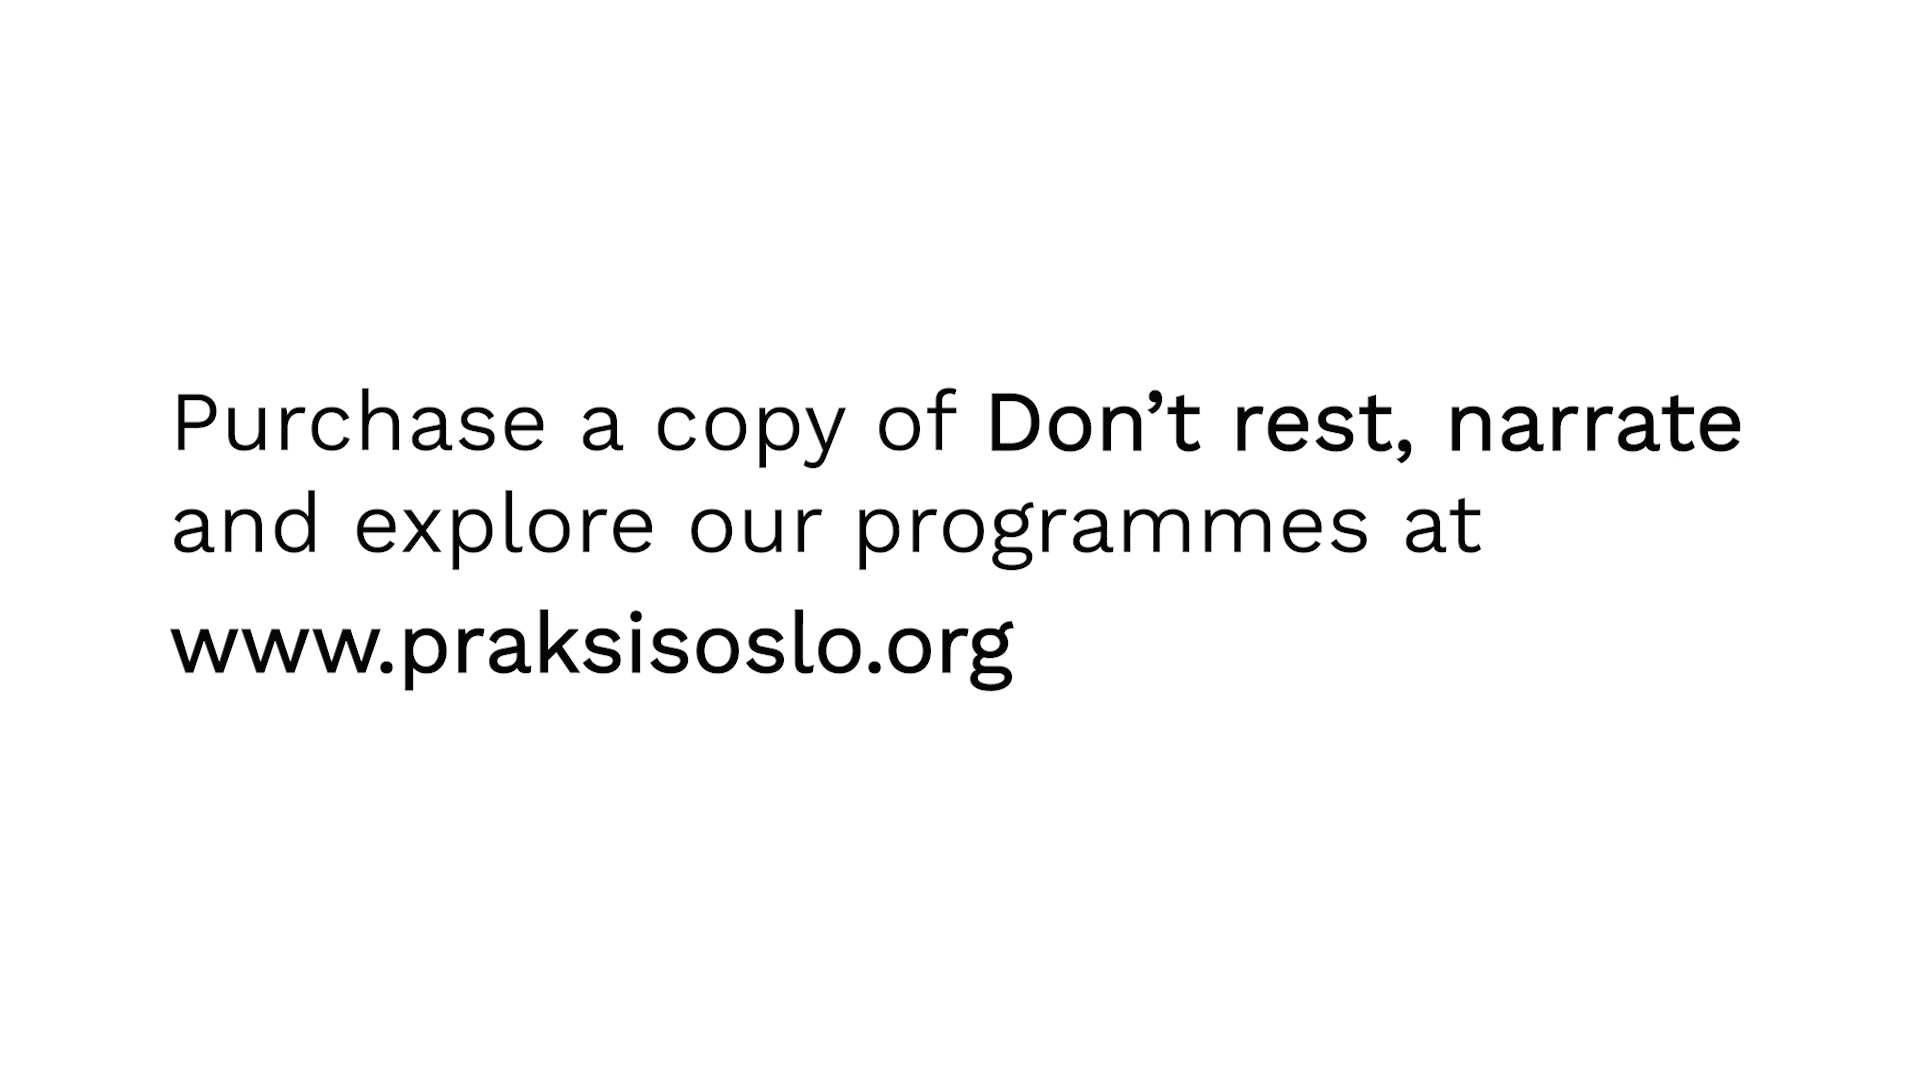 Purchase a copy of Don’t rest, narrate
and explore our programmes at
www.praksisoslo.org